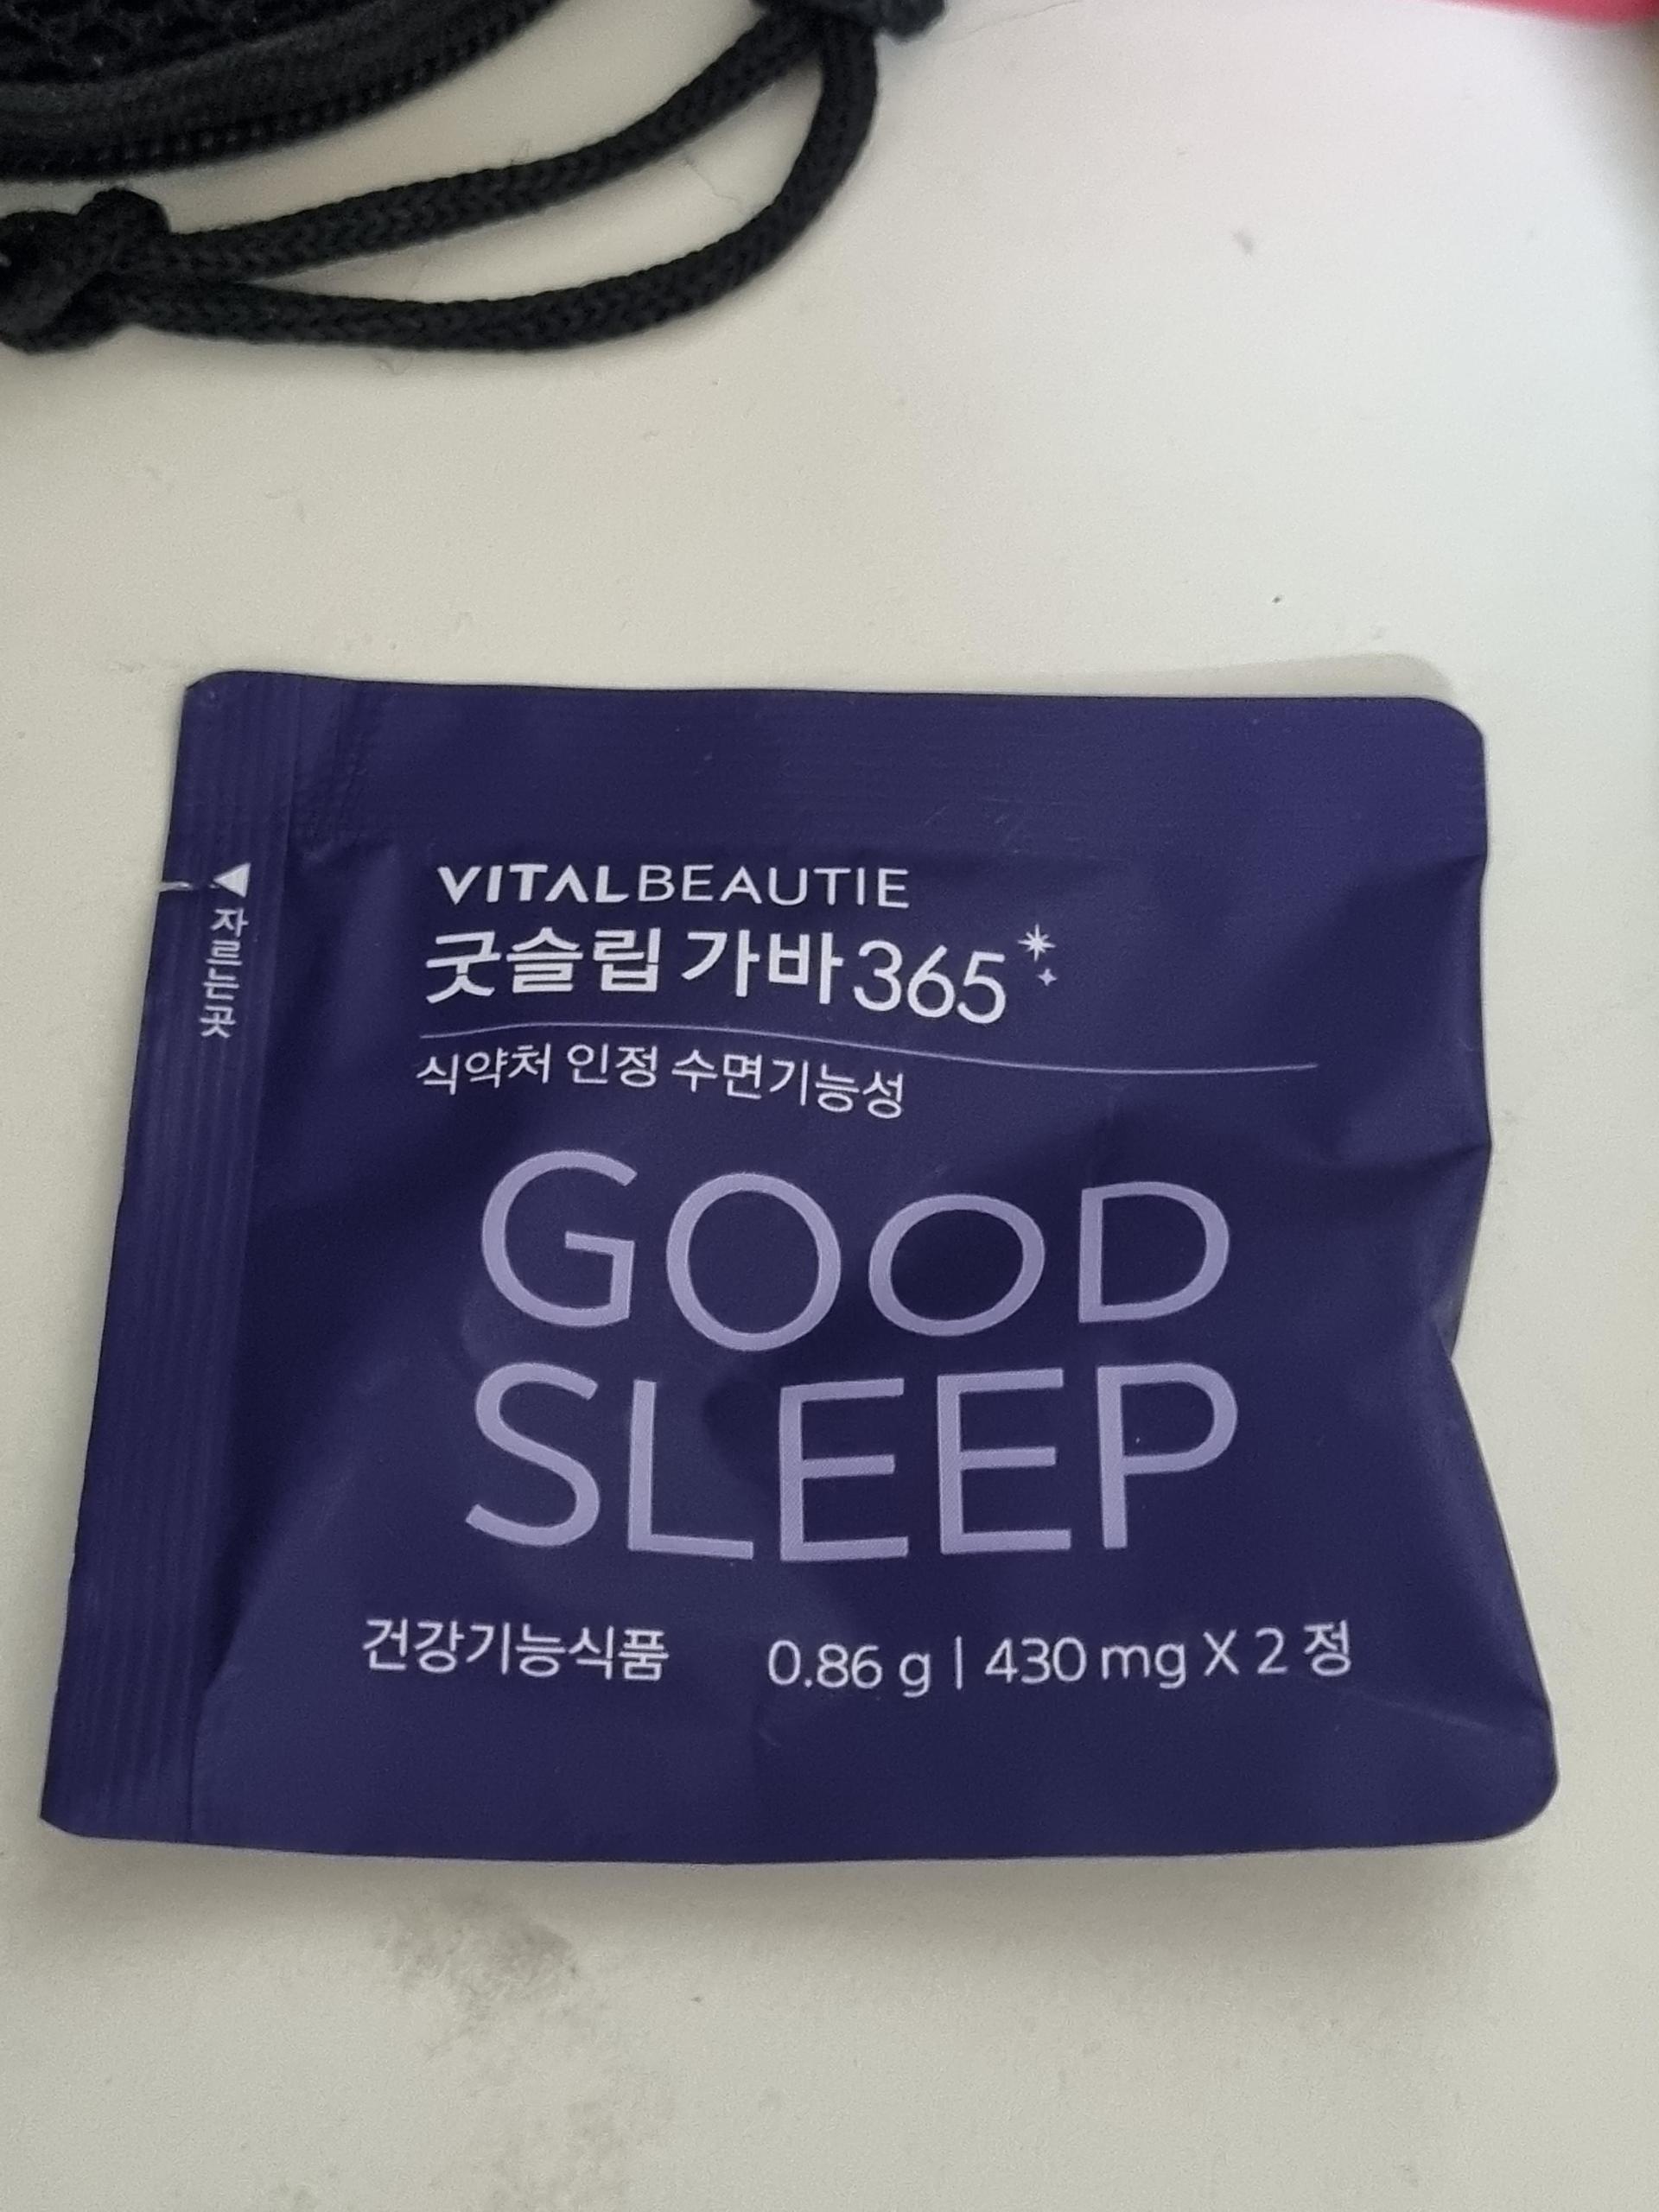 ◀ 자르는곳
VITALBEAUTIE
굿슬립 가바365
식약처 인정 수면기능성
GOOD
SLEEP
건강기능식품 0.86 g | 430 mg X 2 정